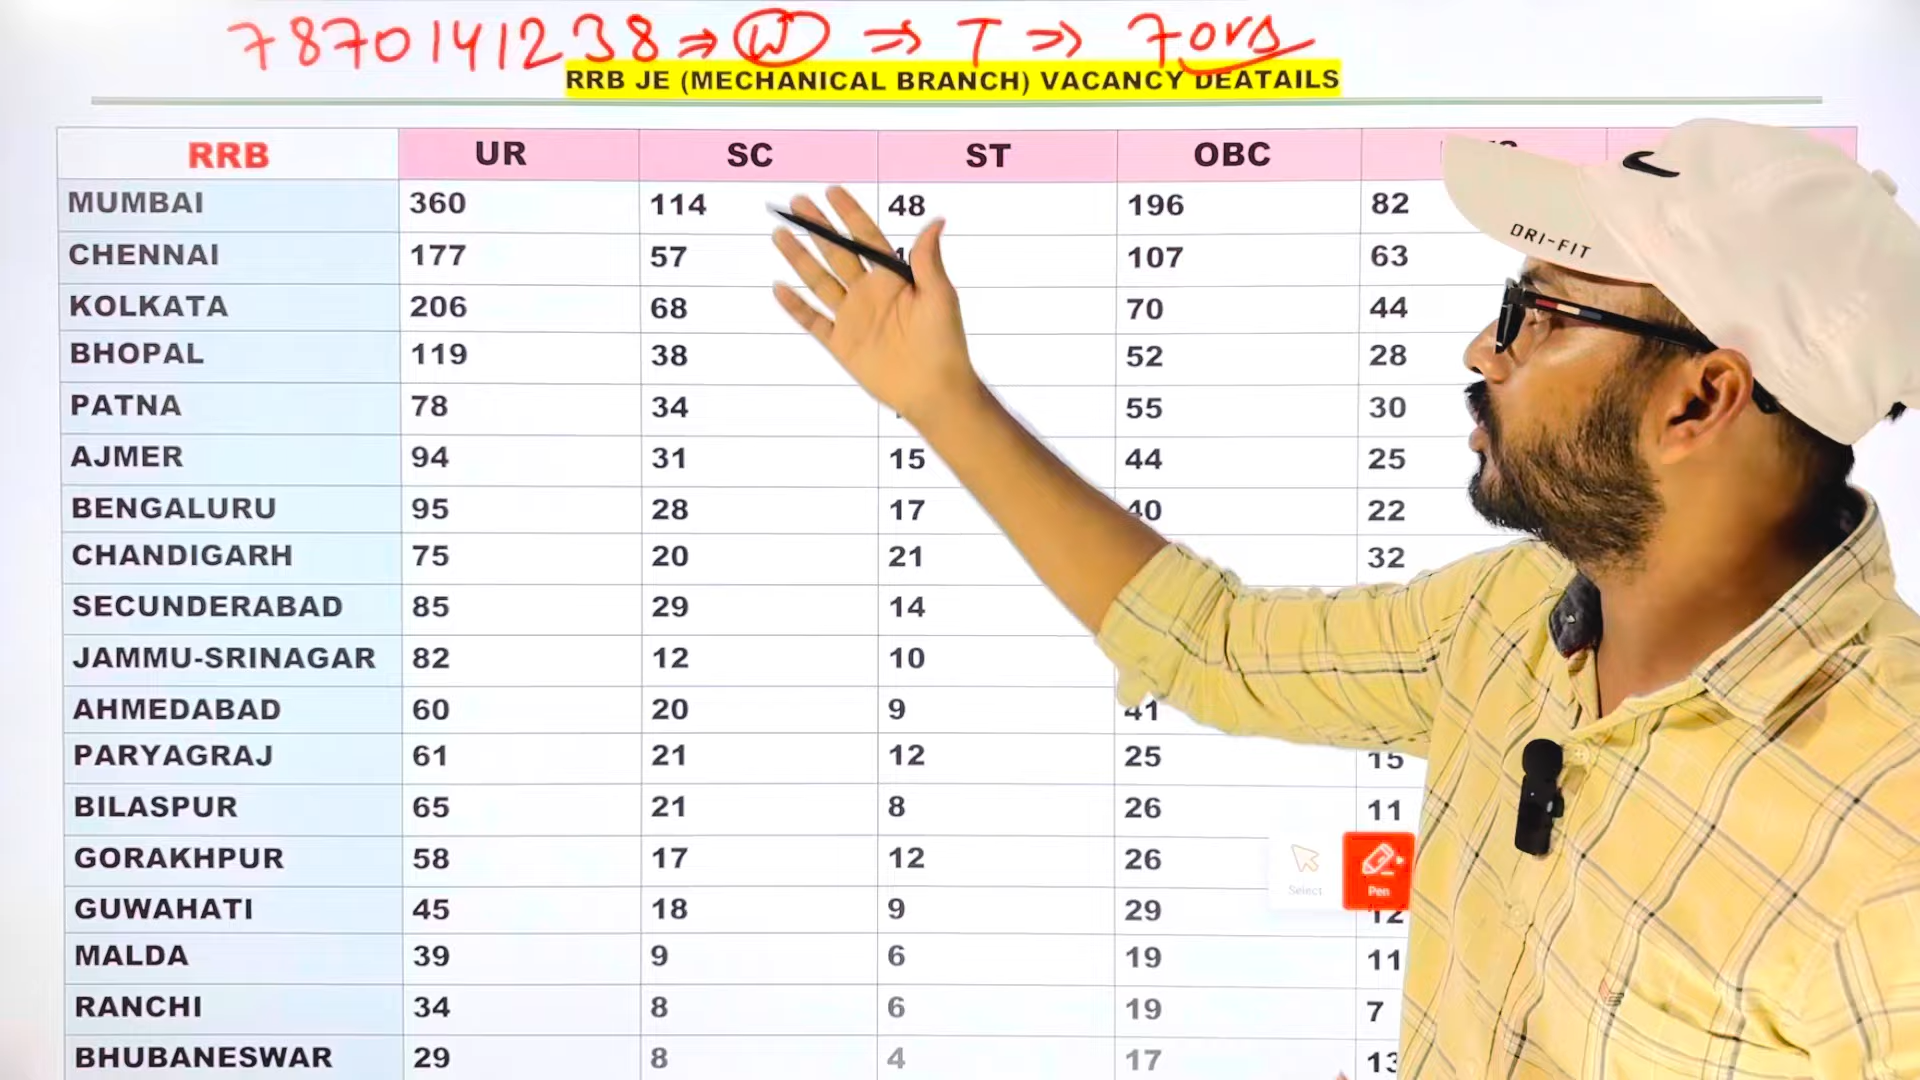 7870141238 ⇒ W ⇒ T ⇒ 7ors
RRB JE (MECHANICAL BRANCH) VACANCY DEATAILS
RRB UR SC ST OBC
MUMBAI 360 114 48 196 82
CHENNAI 177 57 107 63
KOLKATA 206 68 70 44
BHOPAL 119 38 52 28
PATNA 78 34 55 30
AJMER 94 31 15 44 25
BENGALURU 95 28 17 40 22
CHANDIGARH 75 20 21 32
SECUNDERABAD 85 29 14
JAMMU-SRINAGAR 82 12 10
AHMEDABAD 60 20 9 41
PARYAGRAJ 61 21 12 25 15
BILASPUR 65 21 8 26 11
GORAKHPUR 58 17 12 26
GUWAHATI 45 18 9 29 12
MALDA 39 9 6 19 11
RANCHI 34 8 6 19 7
BHUBANESWAR 29 8 4 17 13
DRI-FIT
Select
Pen